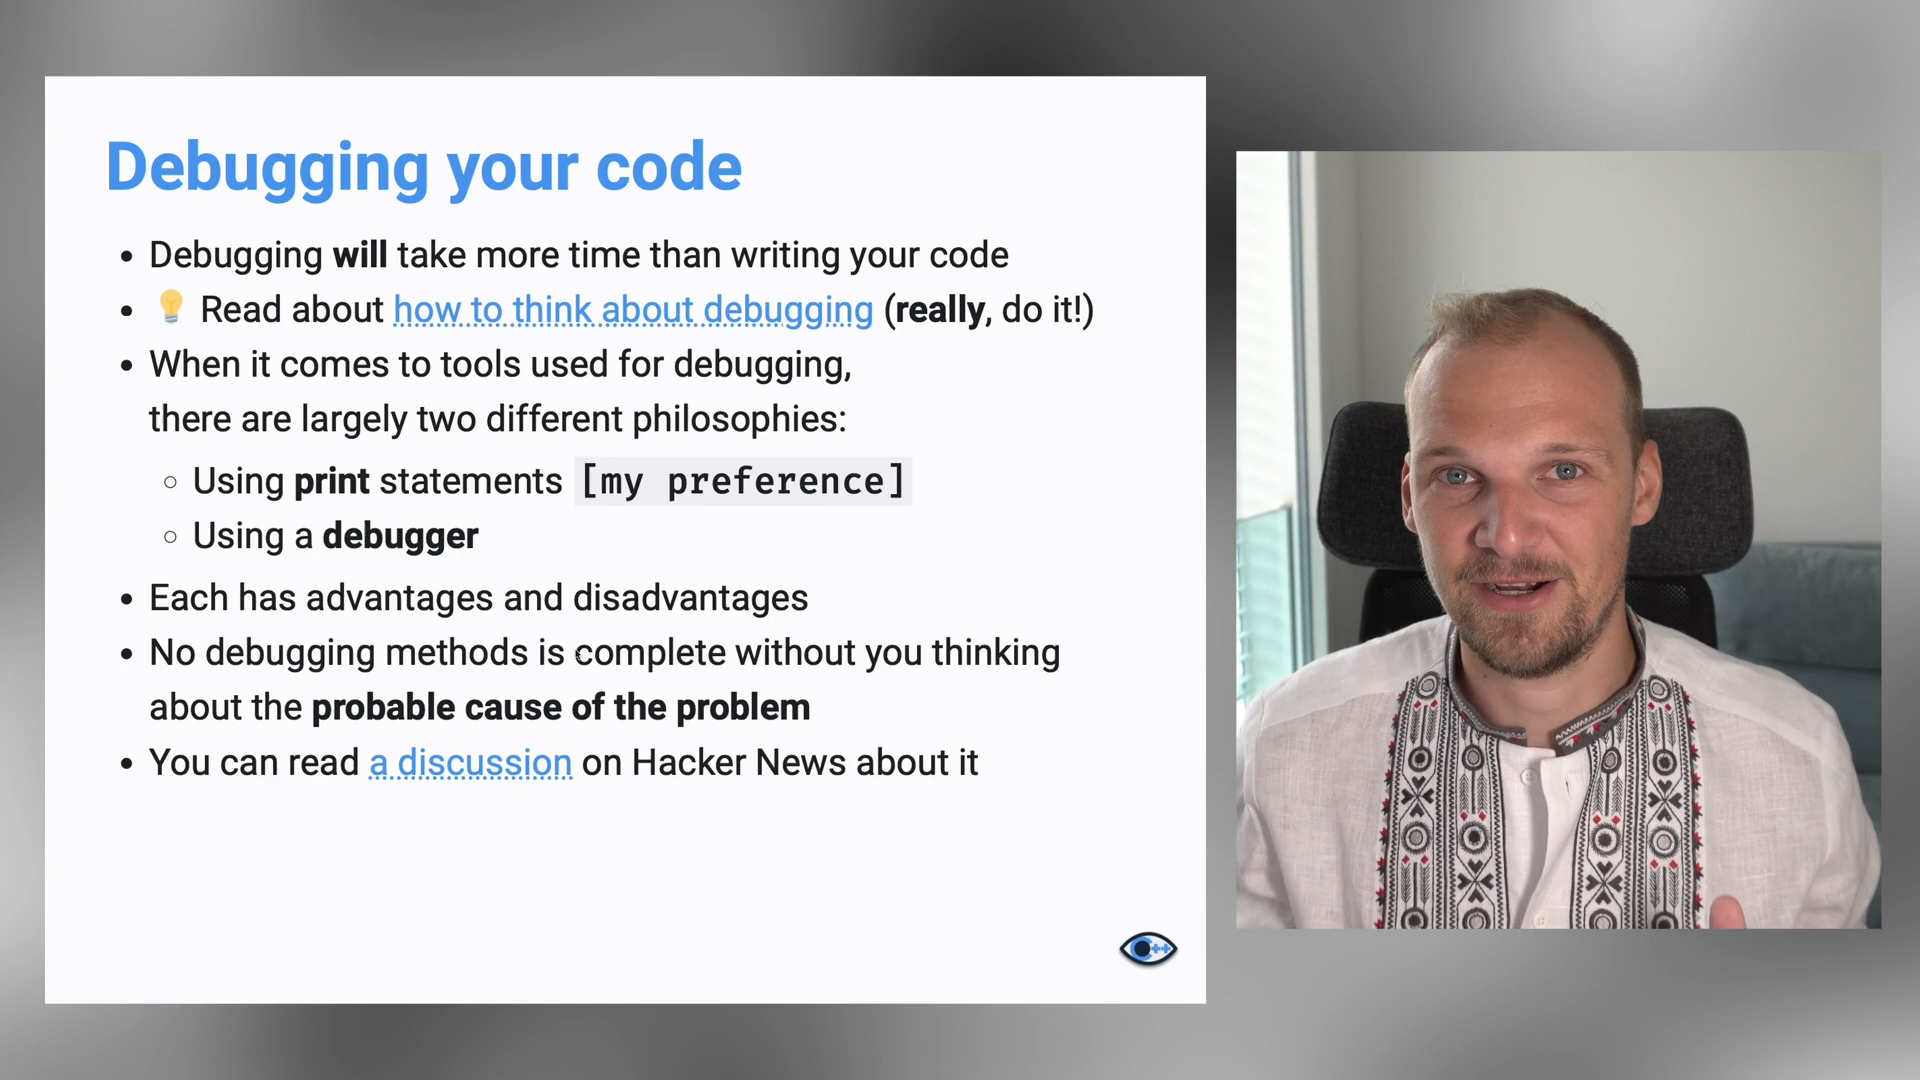 Debugging your code
Debugging will take more time than writing your code
Read about how to think about debugging (really, do it!)
When it comes to tools used for debugging,
there are largely two different philosophies:
Using print statements [my preference]
Using a debugger
Each has advantages and disadvantages
No debugging methods is complete without you thinking
about the probable cause of the problem
You can read a discussion on Hacker News about it
C++